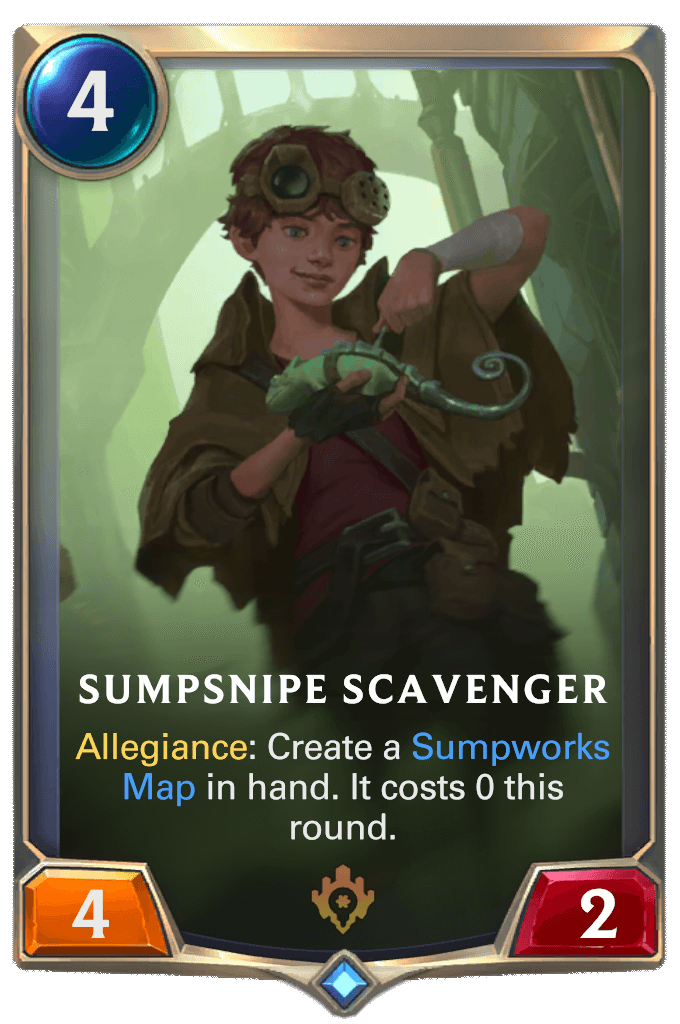 4
SUMPSNIPE SCAVENGER
Allegiance: Create a Sumpworks
Map in hand. It costs 0 this
round.
4
2